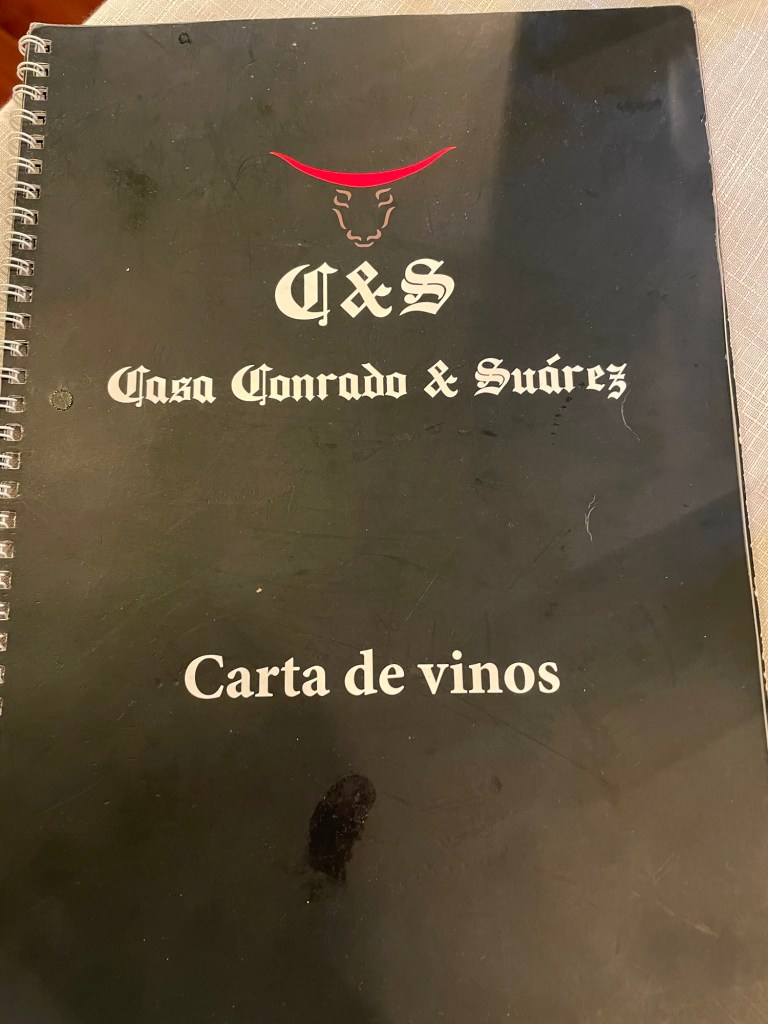 C&S
Casa Conrado & Suárez
Carta de vinos